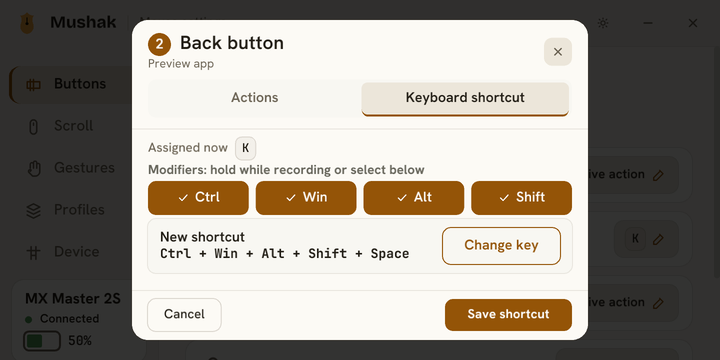 Mushak
2 Back button
Preview app
Actions
Keyboard shortcut
Assigned now K
Modifiers: hold while recording or select below
✓ Ctrl
✓ Win
✓ Alt
✓ Shift
New shortcut
Ctrl + Win + Alt + Shift + Space
Change key
Cancel
Save shortcut
Buttons
Scroll
Gestures
Profiles
Device
MX Master 2S
Connected
50%
action
K
action